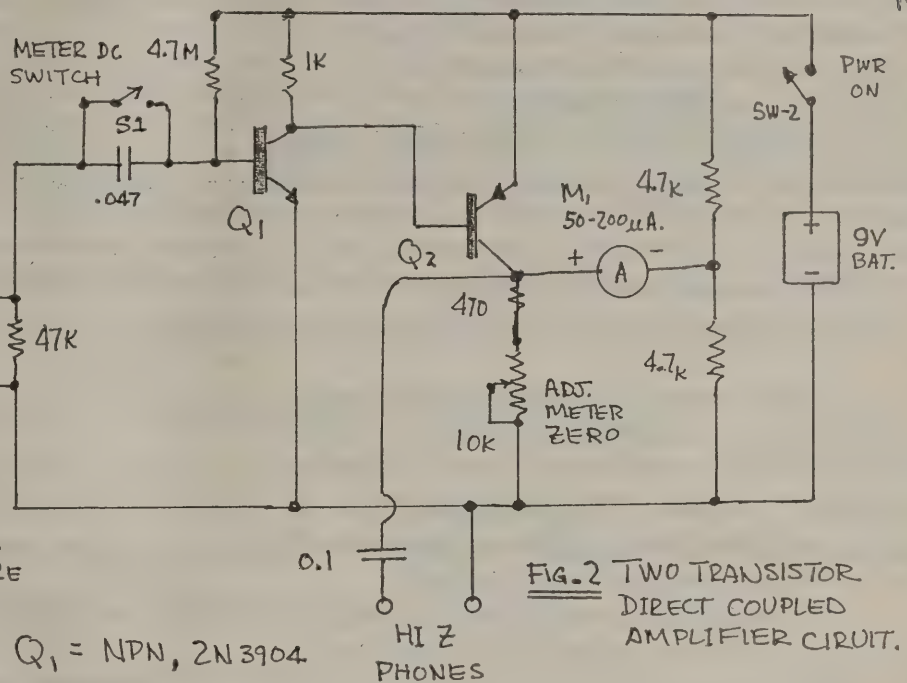 METER DC
SWITCH
4.7M
1K
S1
.047
Q1
47K
Q2
M1
50-200µA.
+ A -
470
ADJ.
METER
ZERO
10K
4.7K
4.7K
PWR
ON
SW-2
+
-
9V
BAT.
0.1
HI Z
PHONES
FIG. 2 TWO TRANSISTOR
DIRECT COUPLED
AMPLIFIER CIRUIT.
Q1 = NPN, 2N3904